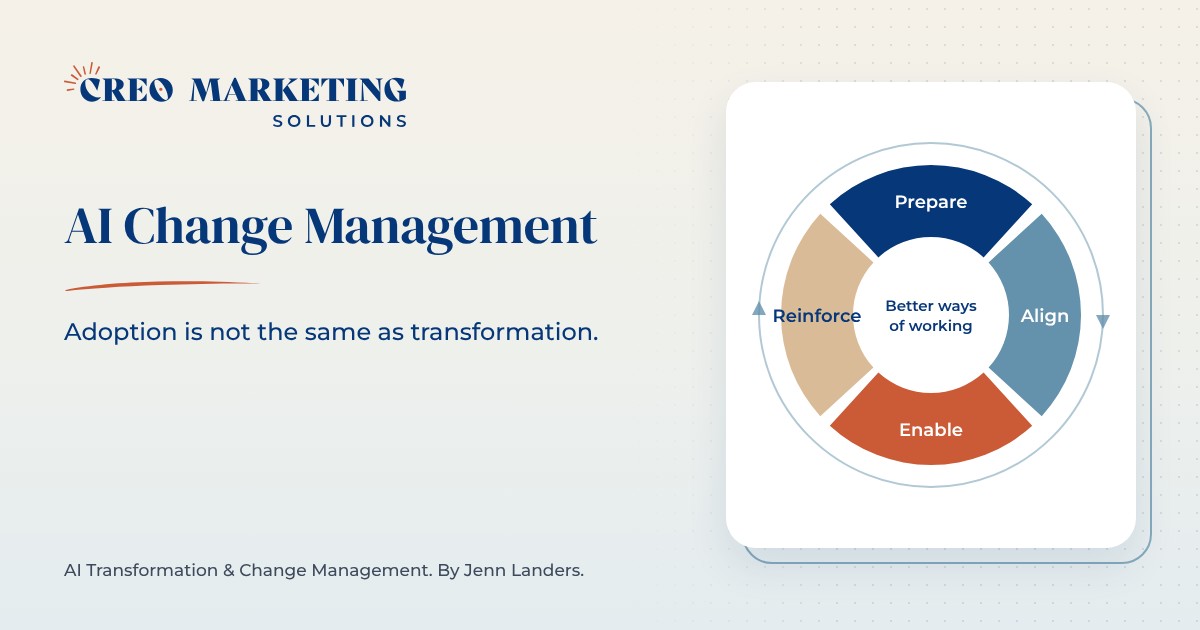 CREO MARKETING
SOLUTIONS
AI Change Management
Adoption is not the same as transformation.
AI Transformation & Change Management. By Jenn Landers.
Prepare
Reinforce
Better ways
of working
Align
Enable